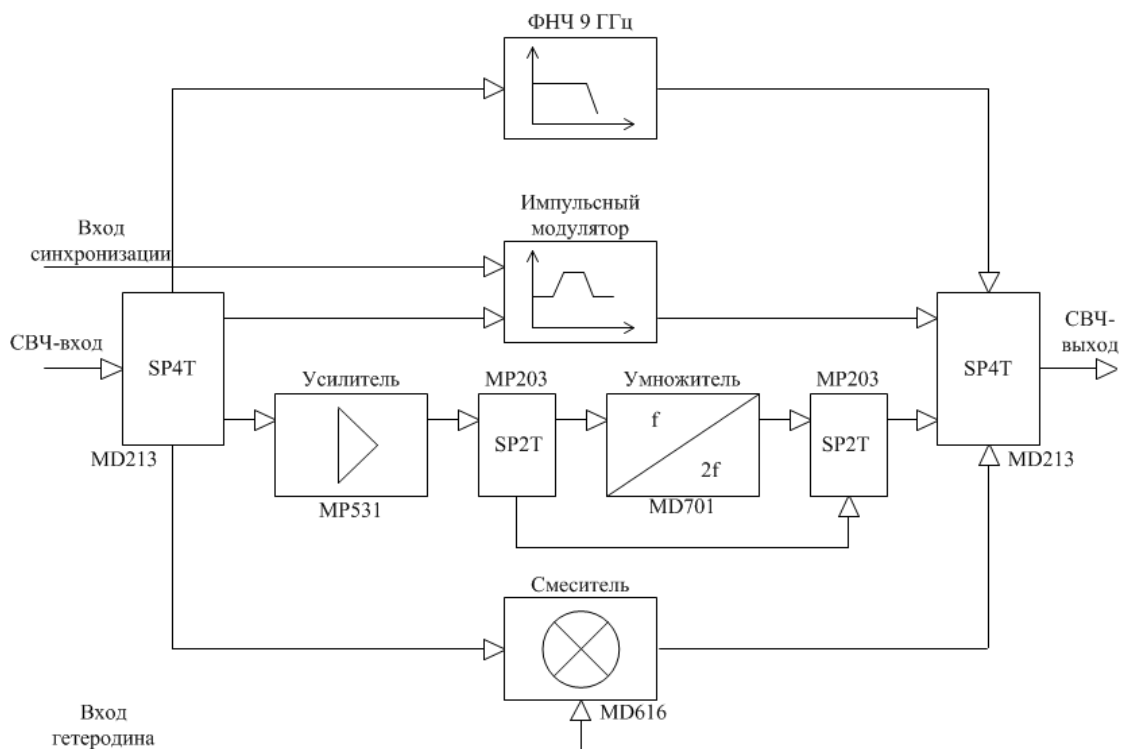 ФНЧ 9 ГГц
Импульсный
модулятор
Вход
синхронизации
СВЧ-вход
SP4T
MD213
Усилитель
MP531
MP203
SP2T
Умножитель
f
2f
MD701
MP203
SP2T
SP4T
MD213
СВЧ-
выход
Смеситель
MD616
Вход
гетеродина